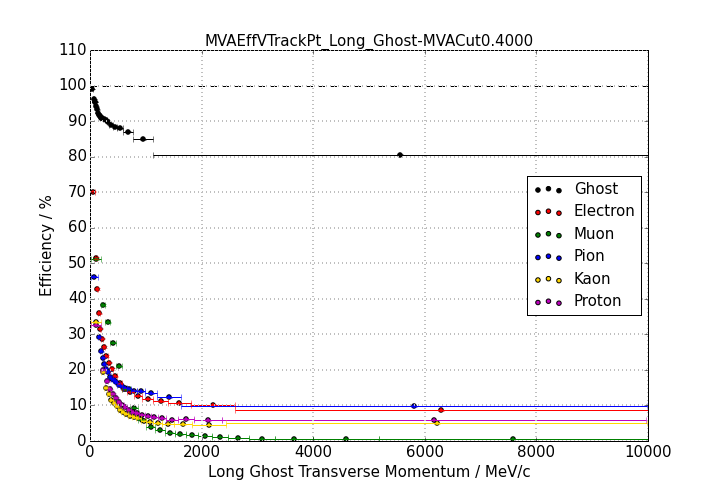 MVAEffVTrackPt_Long_Ghost-MVACut0.4000
110
100
90
80
70
60
50
40
30
20
10
0
Efficiency / %
Ghost
Electron
Muon
Pion
Kaon
Proton
0 2000 4000 6000 8000 10000
Long Ghost Transverse Momentum / MeV/c